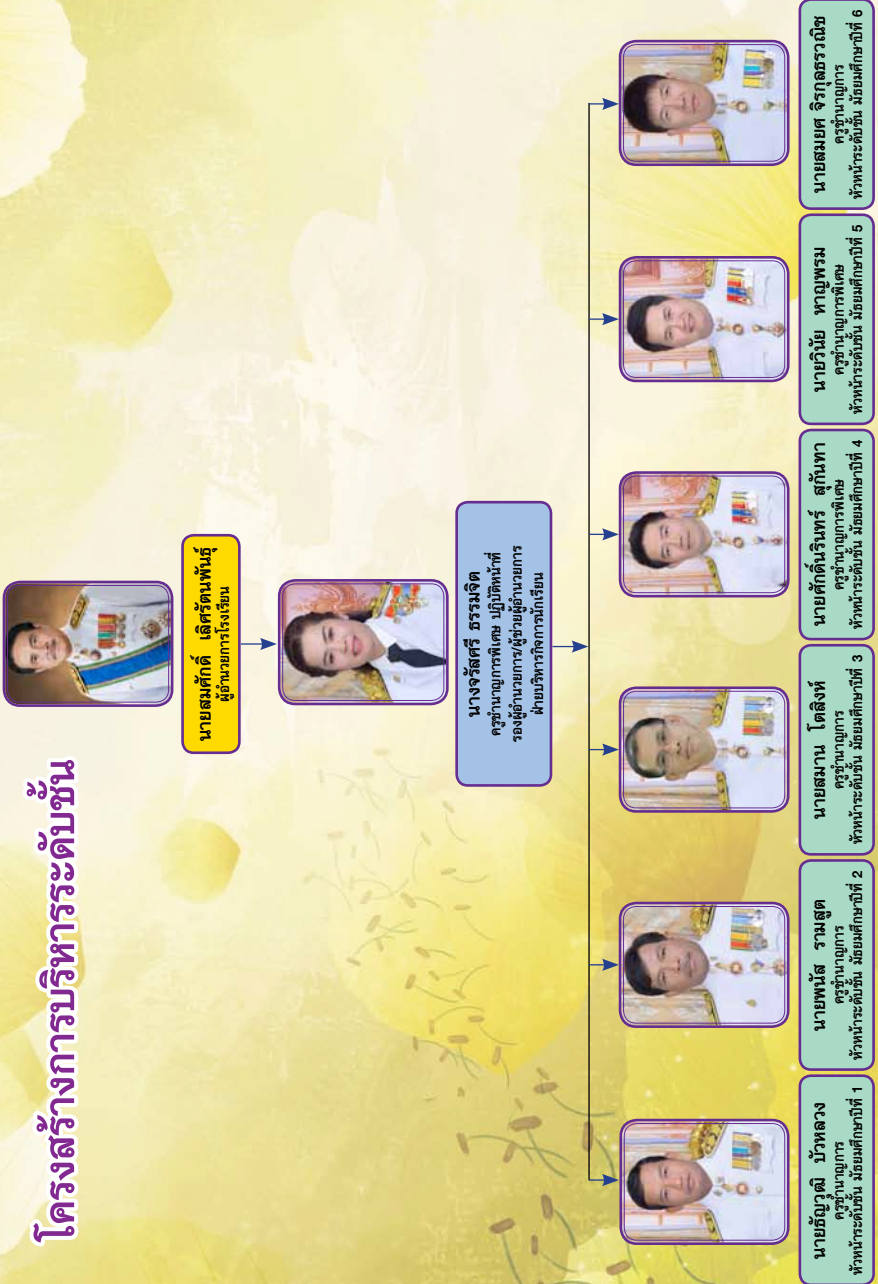 โครงสร้างการบริหารระดับชั้น
นายสมศักดิ์ เลิศรัตนพันธุ์
ผู้อำนวยการโรงเรียน
นางจรัสศรี ธรรมจิต
ครูชำนาญการพิเศษ ปฏิบัติหน้าที่
รองผู้อำนวยการ/ผู้ช่วยผู้อำนวยการ
ฝ่ายบริหารกิจการนักเรียน
นายธัญวุฒิ บัวหลวง
ครูชำนาญการ
หัวหน้าระดับชั้น มัธยมศึกษาปีที่ 1
นายพนัส รามสูต
ครูชำนาญการ
หัวหน้าระดับชั้น มัธยมศึกษาปีที่ 2
นายสมาน โตสิงห์
ครูชำนาญการ
หัวหน้าระดับชั้น มัธยมศึกษาปีที่ 3
นายศักดิ์นรินทร์ สุกันทา
ครูชำนาญการพิเศษ
หัวหน้าระดับชั้น มัธยมศึกษาปีที่ 4
นายวินัย หาญพรม
ครูชำนาญการพิเศษ
หัวหน้าระดับชั้น มัธยมศึกษาปีที่ 5
นายสมยศ จิรกุลธรวณิช
ครูชำนาญการ
หัวหน้าระดับชั้น มัธยมศึกษาปีที่ 6